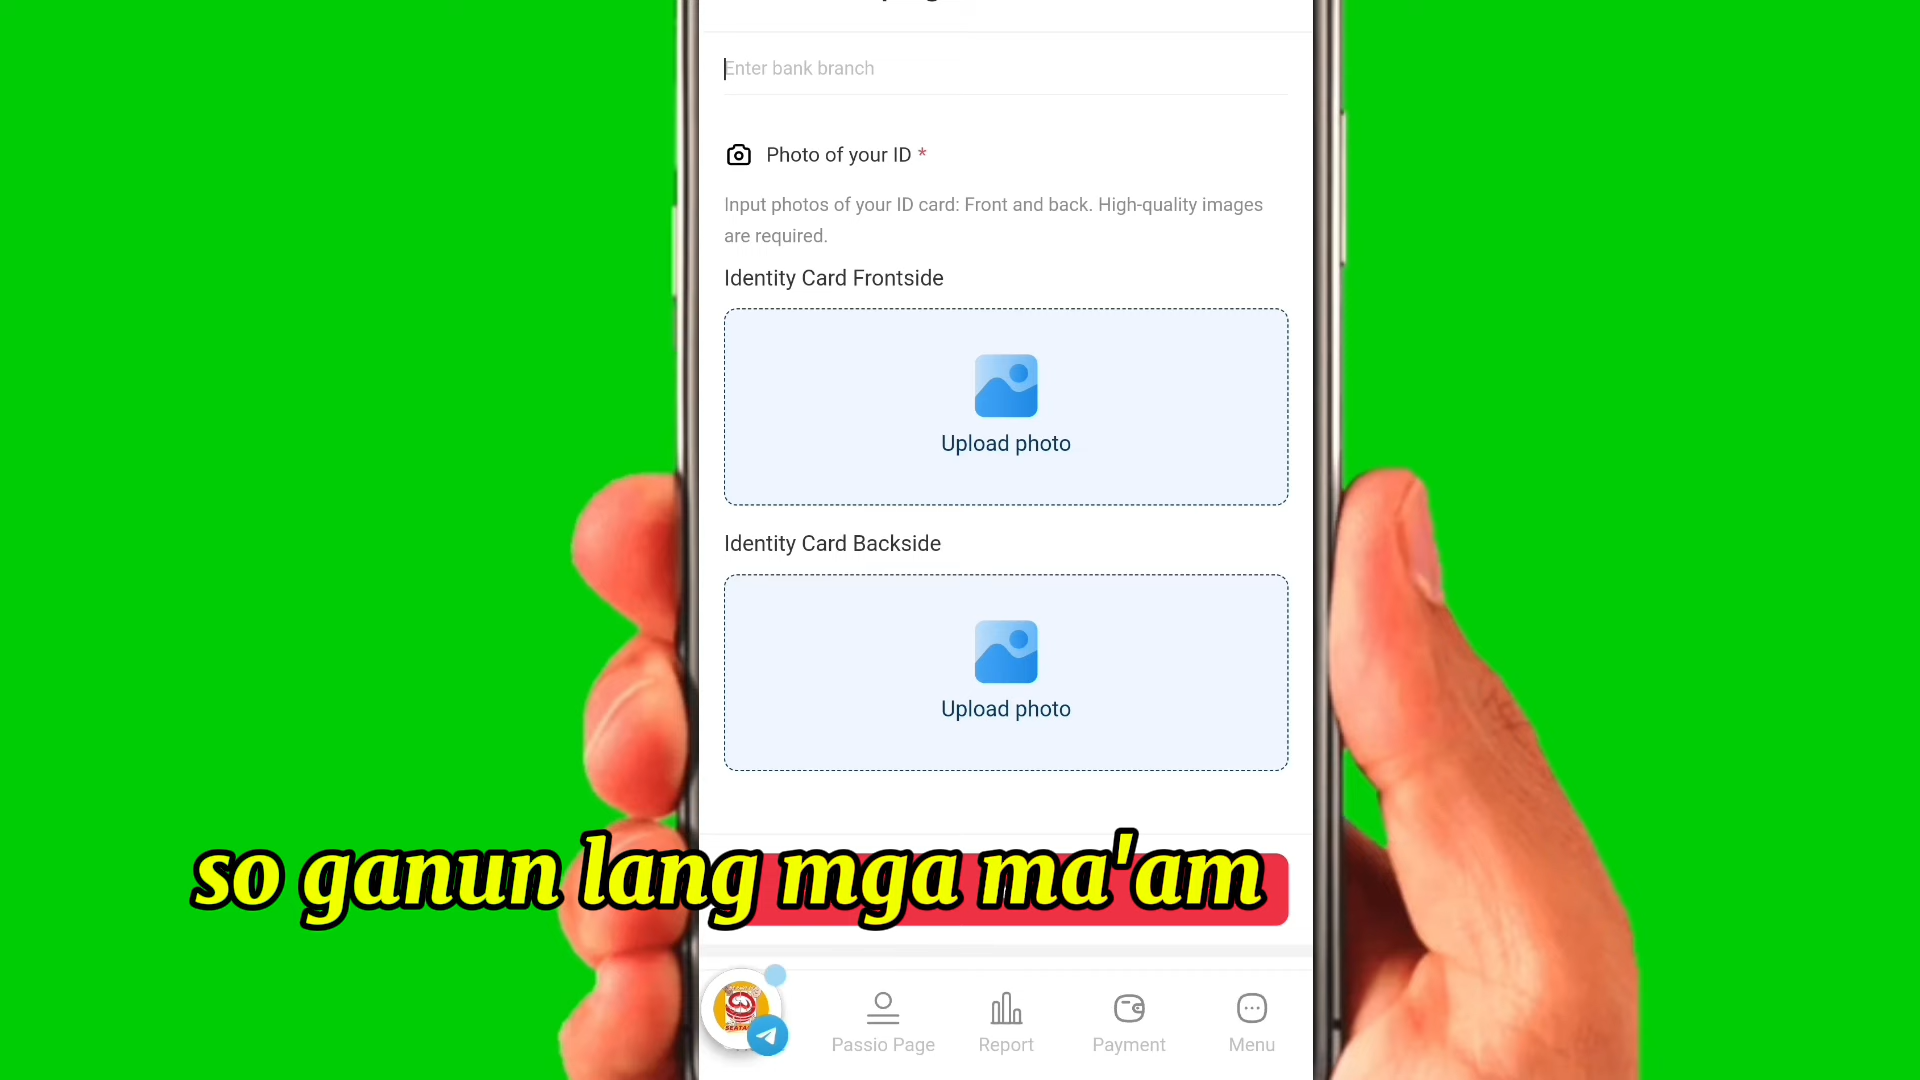 Enter bank branch
Photo of your ID *
Input photos of your ID card: Front and back. High-quality images
are required.
Identity Card Frontside
Upload photo
Identity Card Backside
Upload photo
so ganun lang mga ma'am
Passio Page
Report
Payment
Menu